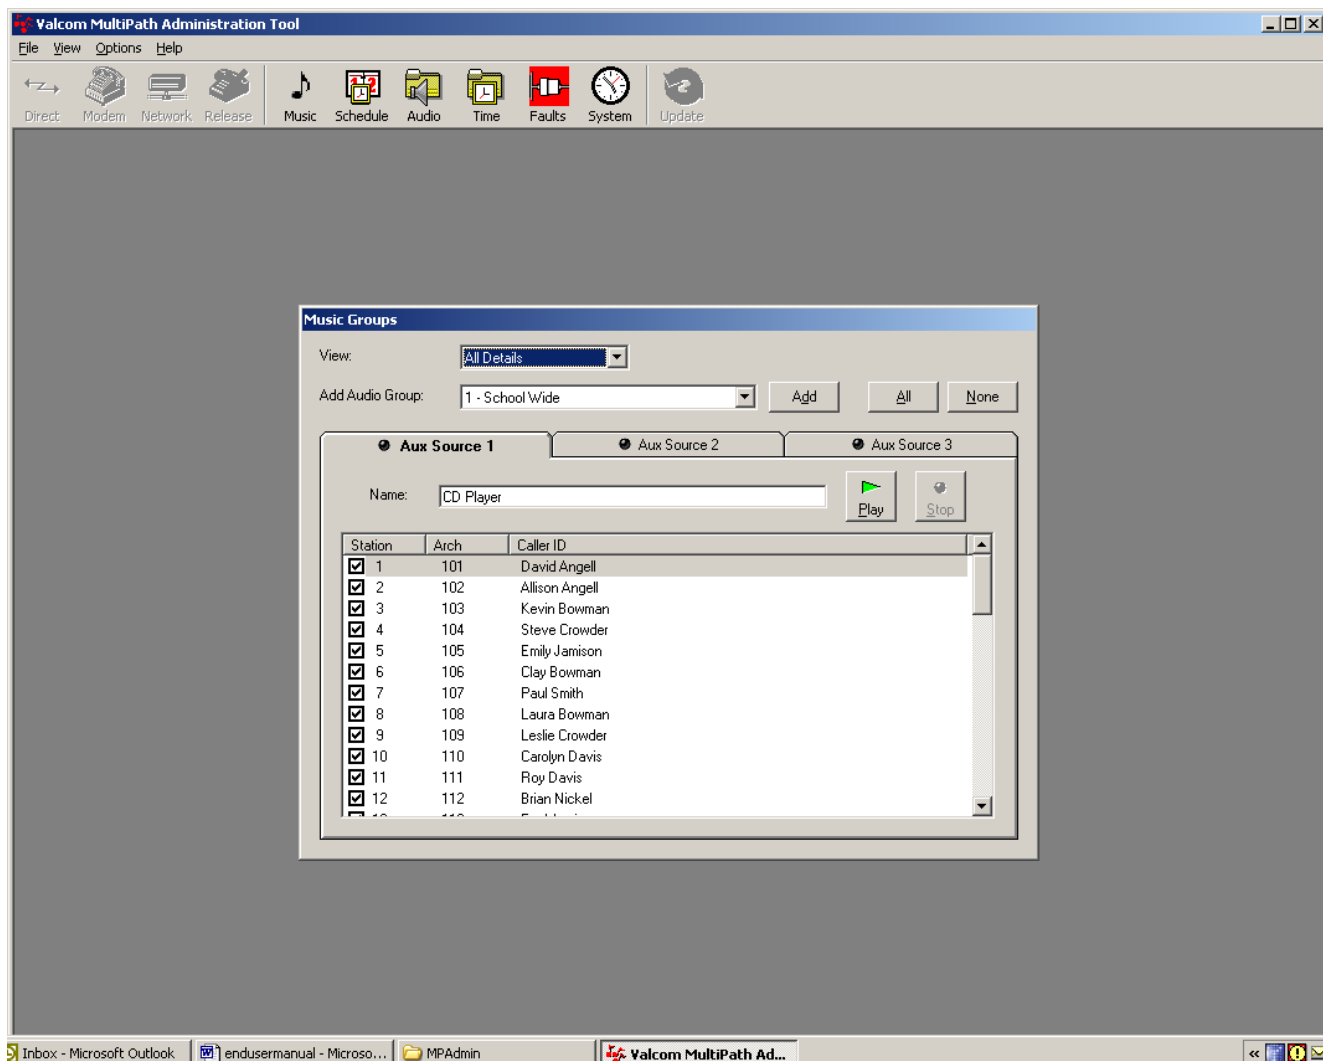 Valcom MultiPath Administration Tool
File View Options Help
Direct Modem Network Release Music Schedule Audio Time Faults System Update
Music Groups
View: All Details
Add Audio Group: 1 - School Wide Add All None
Aux Source 1 Aux Source 2 Aux Source 3
Name: CD Player Play Stop
Station Arch Caller ID
1 101 David Angell
2 102 Allison Angell
3 103 Kevin Bowman
4 104 Steve Crowder
5 105 Emily Jamison
6 106 Clay Bowman
7 107 Paul Smith
8 108 Laura Bowman
9 109 Leslie Crowder
10 110 Carolyn Davis
11 111 Roy Davis
12 112 Brian Nickel
Inbox - Microsoft Outlook endusermanual - Microso... MPAdmin Valcom MultiPath Ad... «